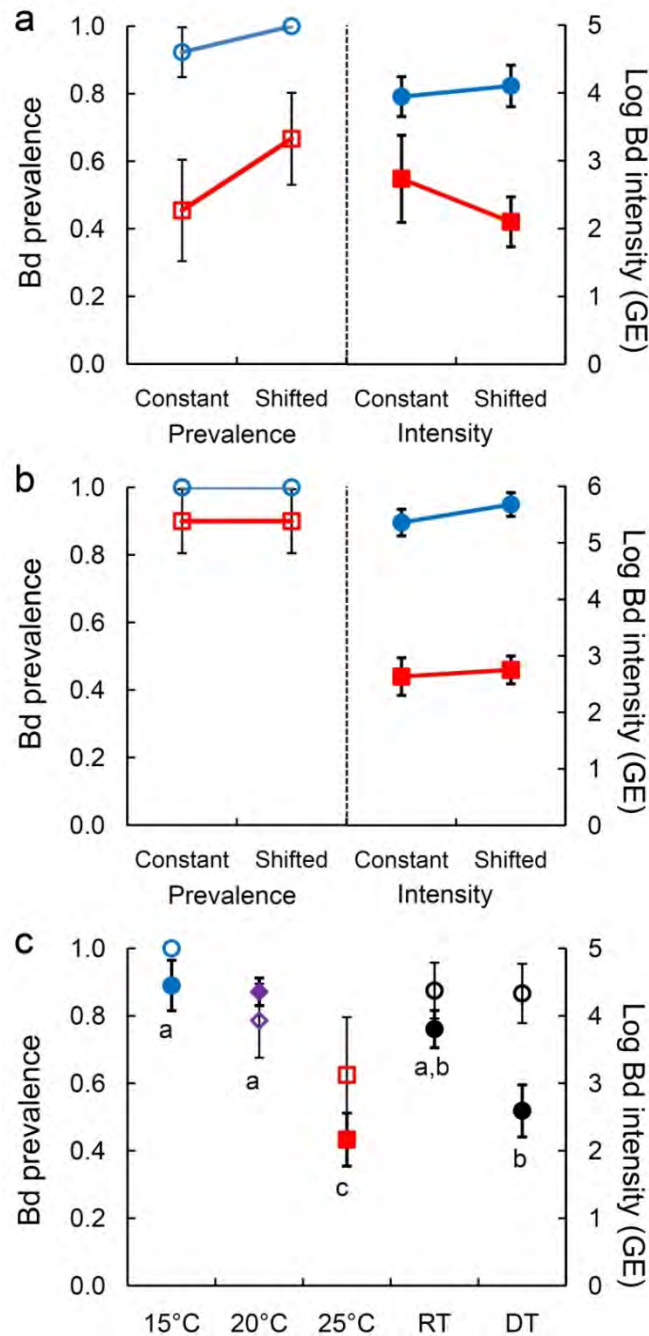 a
Bd prevalence
1.0
0.8
0.6
0.4
0.2
0.0
5
4
3
2
1
0
Log Bd intensity (GE)
Constant Shifted Constant Shifted
Prevalence Intensity
b
Bd prevalence
1.0
0.8
0.6
0.4
0.2
0.0
6
5
4
3
2
1
0
Log Bd intensity (GE)
Constant Shifted Constant Shifted
Prevalence Intensity
c
Bd prevalence
1.0
0.8
0.6
0.4
0.2
0.0
a
a
c
a,b
b
5
4
3
2
1
0
Log Bd intensity (GE)
15°C 20°C 25°C RT DT